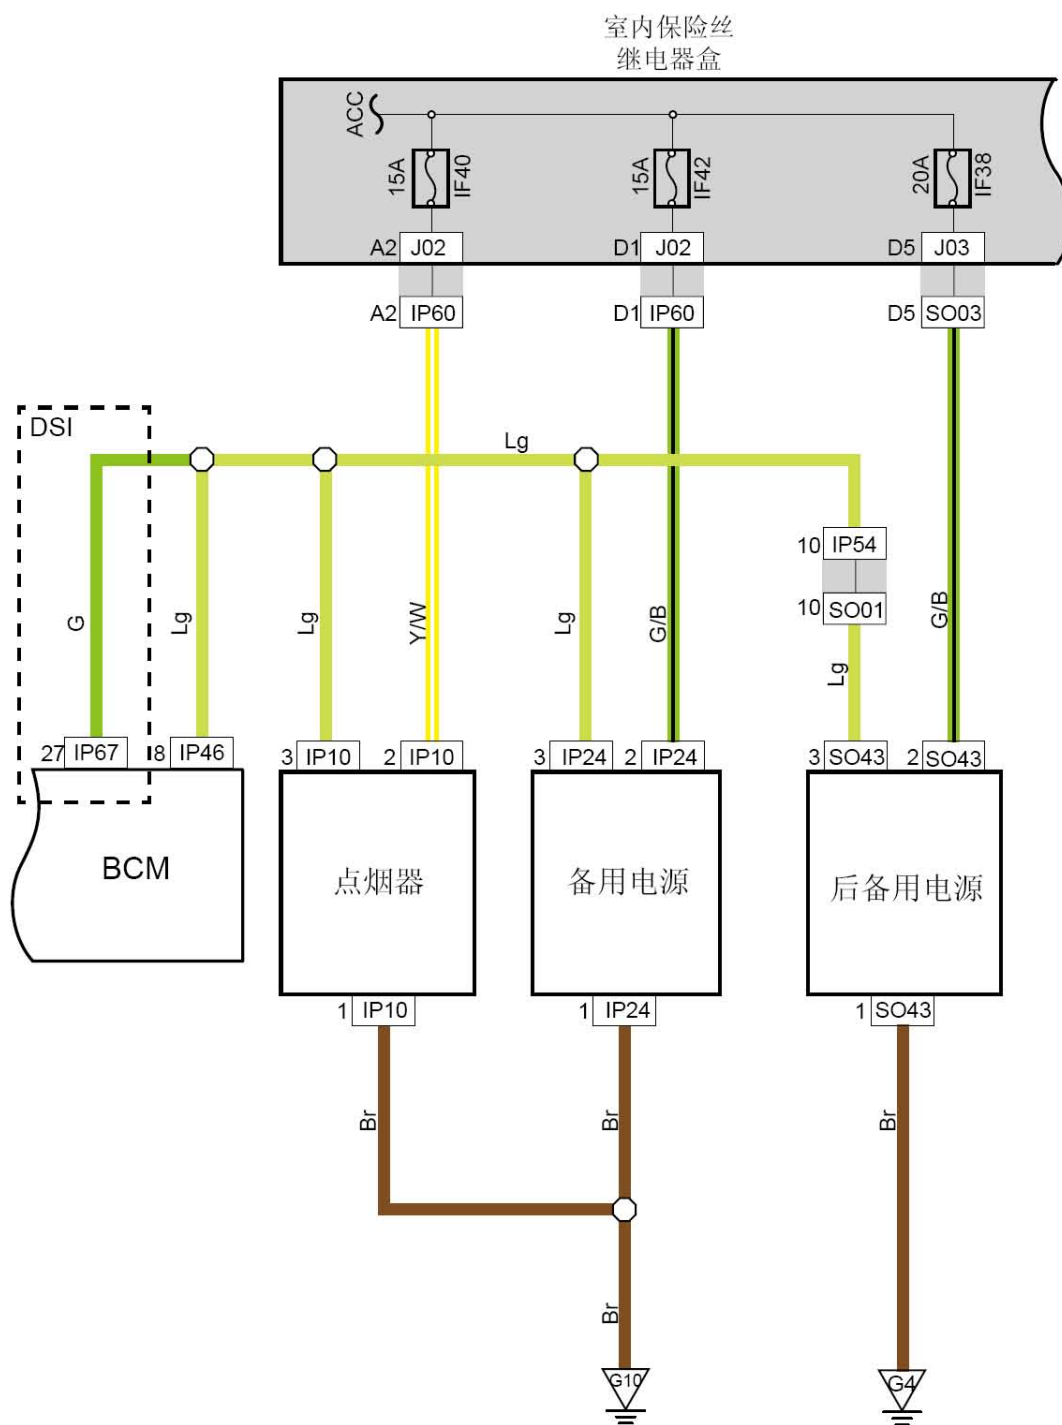 室内保险丝
继电器盒
ACC
15A
IF40
15A
IF42
20A
IF38
A2 J02
D1 J02
D5 J03
A2 IP60
D1 IP60
D5 SO03
DSI
Lg
10 IP54
10 SO01
G
Lg
Lg
Y/W
Lg
G/B
Lg
G/B
27 IP67
8 IP46
3 IP10
2 IP10
3 IP24
2 IP24
3 SO43
2 SO43
BCM
点烟器
备用电源
后备用电源
1 IP10
1 IP24
1 SO43
Br
Br
Br
Br
G10
G4